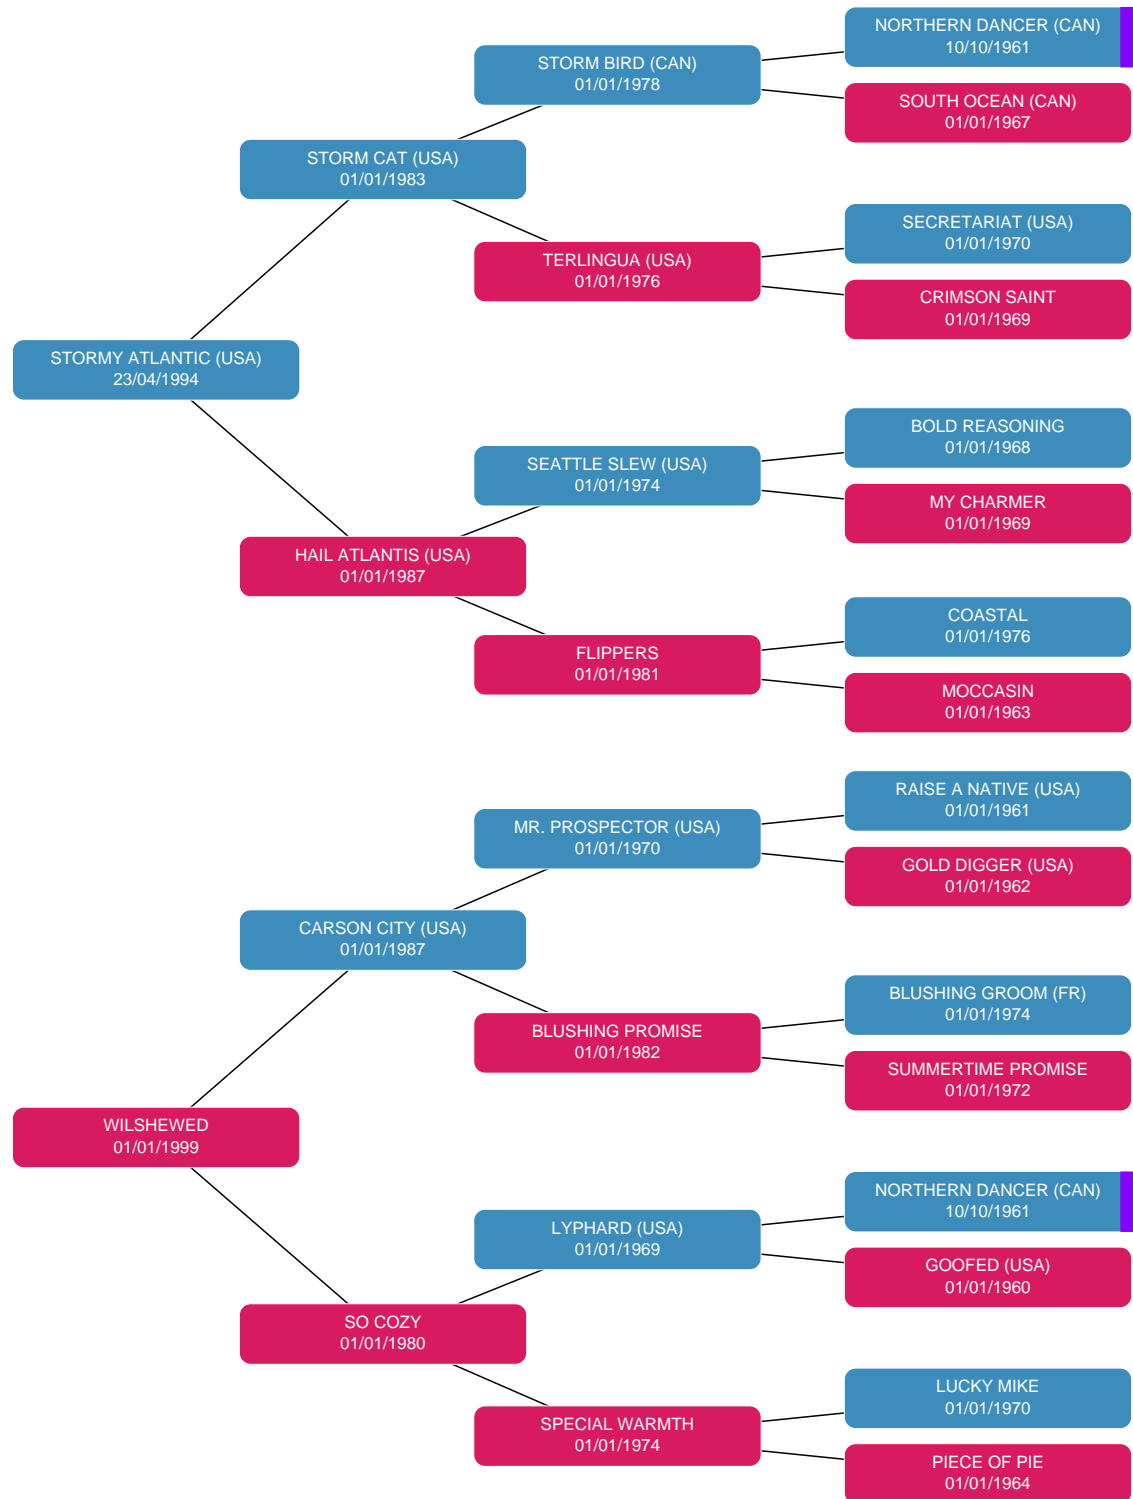 NORTHERN DANCER (CAN)
10/10/1961
STORM BIRD (CAN)
01/01/1978
SOUTH OCEAN (CAN)
01/01/1967
STORM CAT (USA)
01/01/1983
SECRETARIAT (USA)
01/01/1970
TERLINGUA (USA)
01/01/1976
CRIMSON SAINT
01/01/1969
STORMY ATLANTIC (USA)
23/04/1994
BOLD REASONING
01/01/1968
SEATTLE SLEW (USA)
01/01/1974
MY CHARMER
01/01/1969
HAIL ATLANTIS (USA)
01/01/1987
COASTAL
01/01/1976
FLIPPERS
01/01/1981
MOCCASIN
01/01/1963
RAISE A NATIVE (USA)
01/01/1961
MR. PROSPECTOR (USA)
01/01/1970
GOLD DIGGER (USA)
01/01/1962
CARSON CITY (USA)
01/01/1987
BLUSHING GROOM (FR)
01/01/1974
BLUSHING PROMISE
01/01/1982
SUMMERTIME PROMISE
01/01/1972
WILSHEWED
01/01/1999
NORTHERN DANCER (CAN)
10/10/1961
LYPHARD (USA)
01/01/1969
GOOFED (USA)
01/01/1960
SO COZY
01/01/1980
LUCKY MIKE
01/01/1970
SPECIAL WARMTH
01/01/1974
PIECE OF PIE
01/01/1964